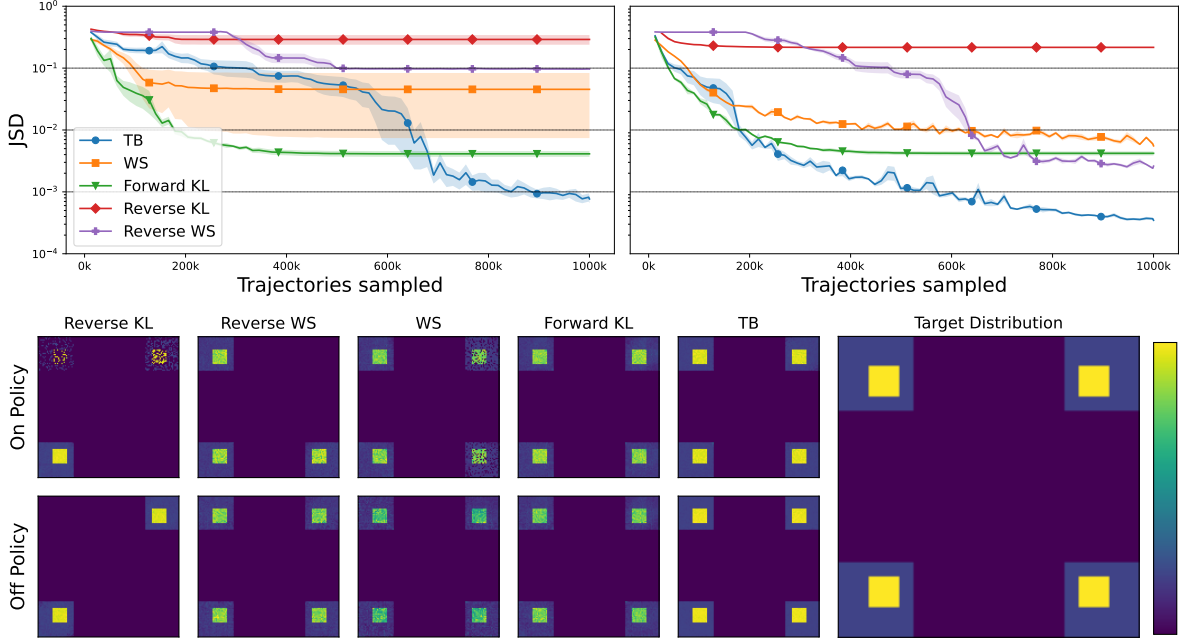 JSD
10⁰
10⁻¹
10⁻²
10⁻³
10⁻⁴
TB
WS
Forward KL
Reverse KL
Reverse WS
0k 200k 400k 600k 800k 1000k
0k 200k 400k 600k 800k 1000k
Trajectories sampled
Trajectories sampled
Reverse KL Reverse WS WS Forward KL TB Target Distribution
On Policy
Off Policy